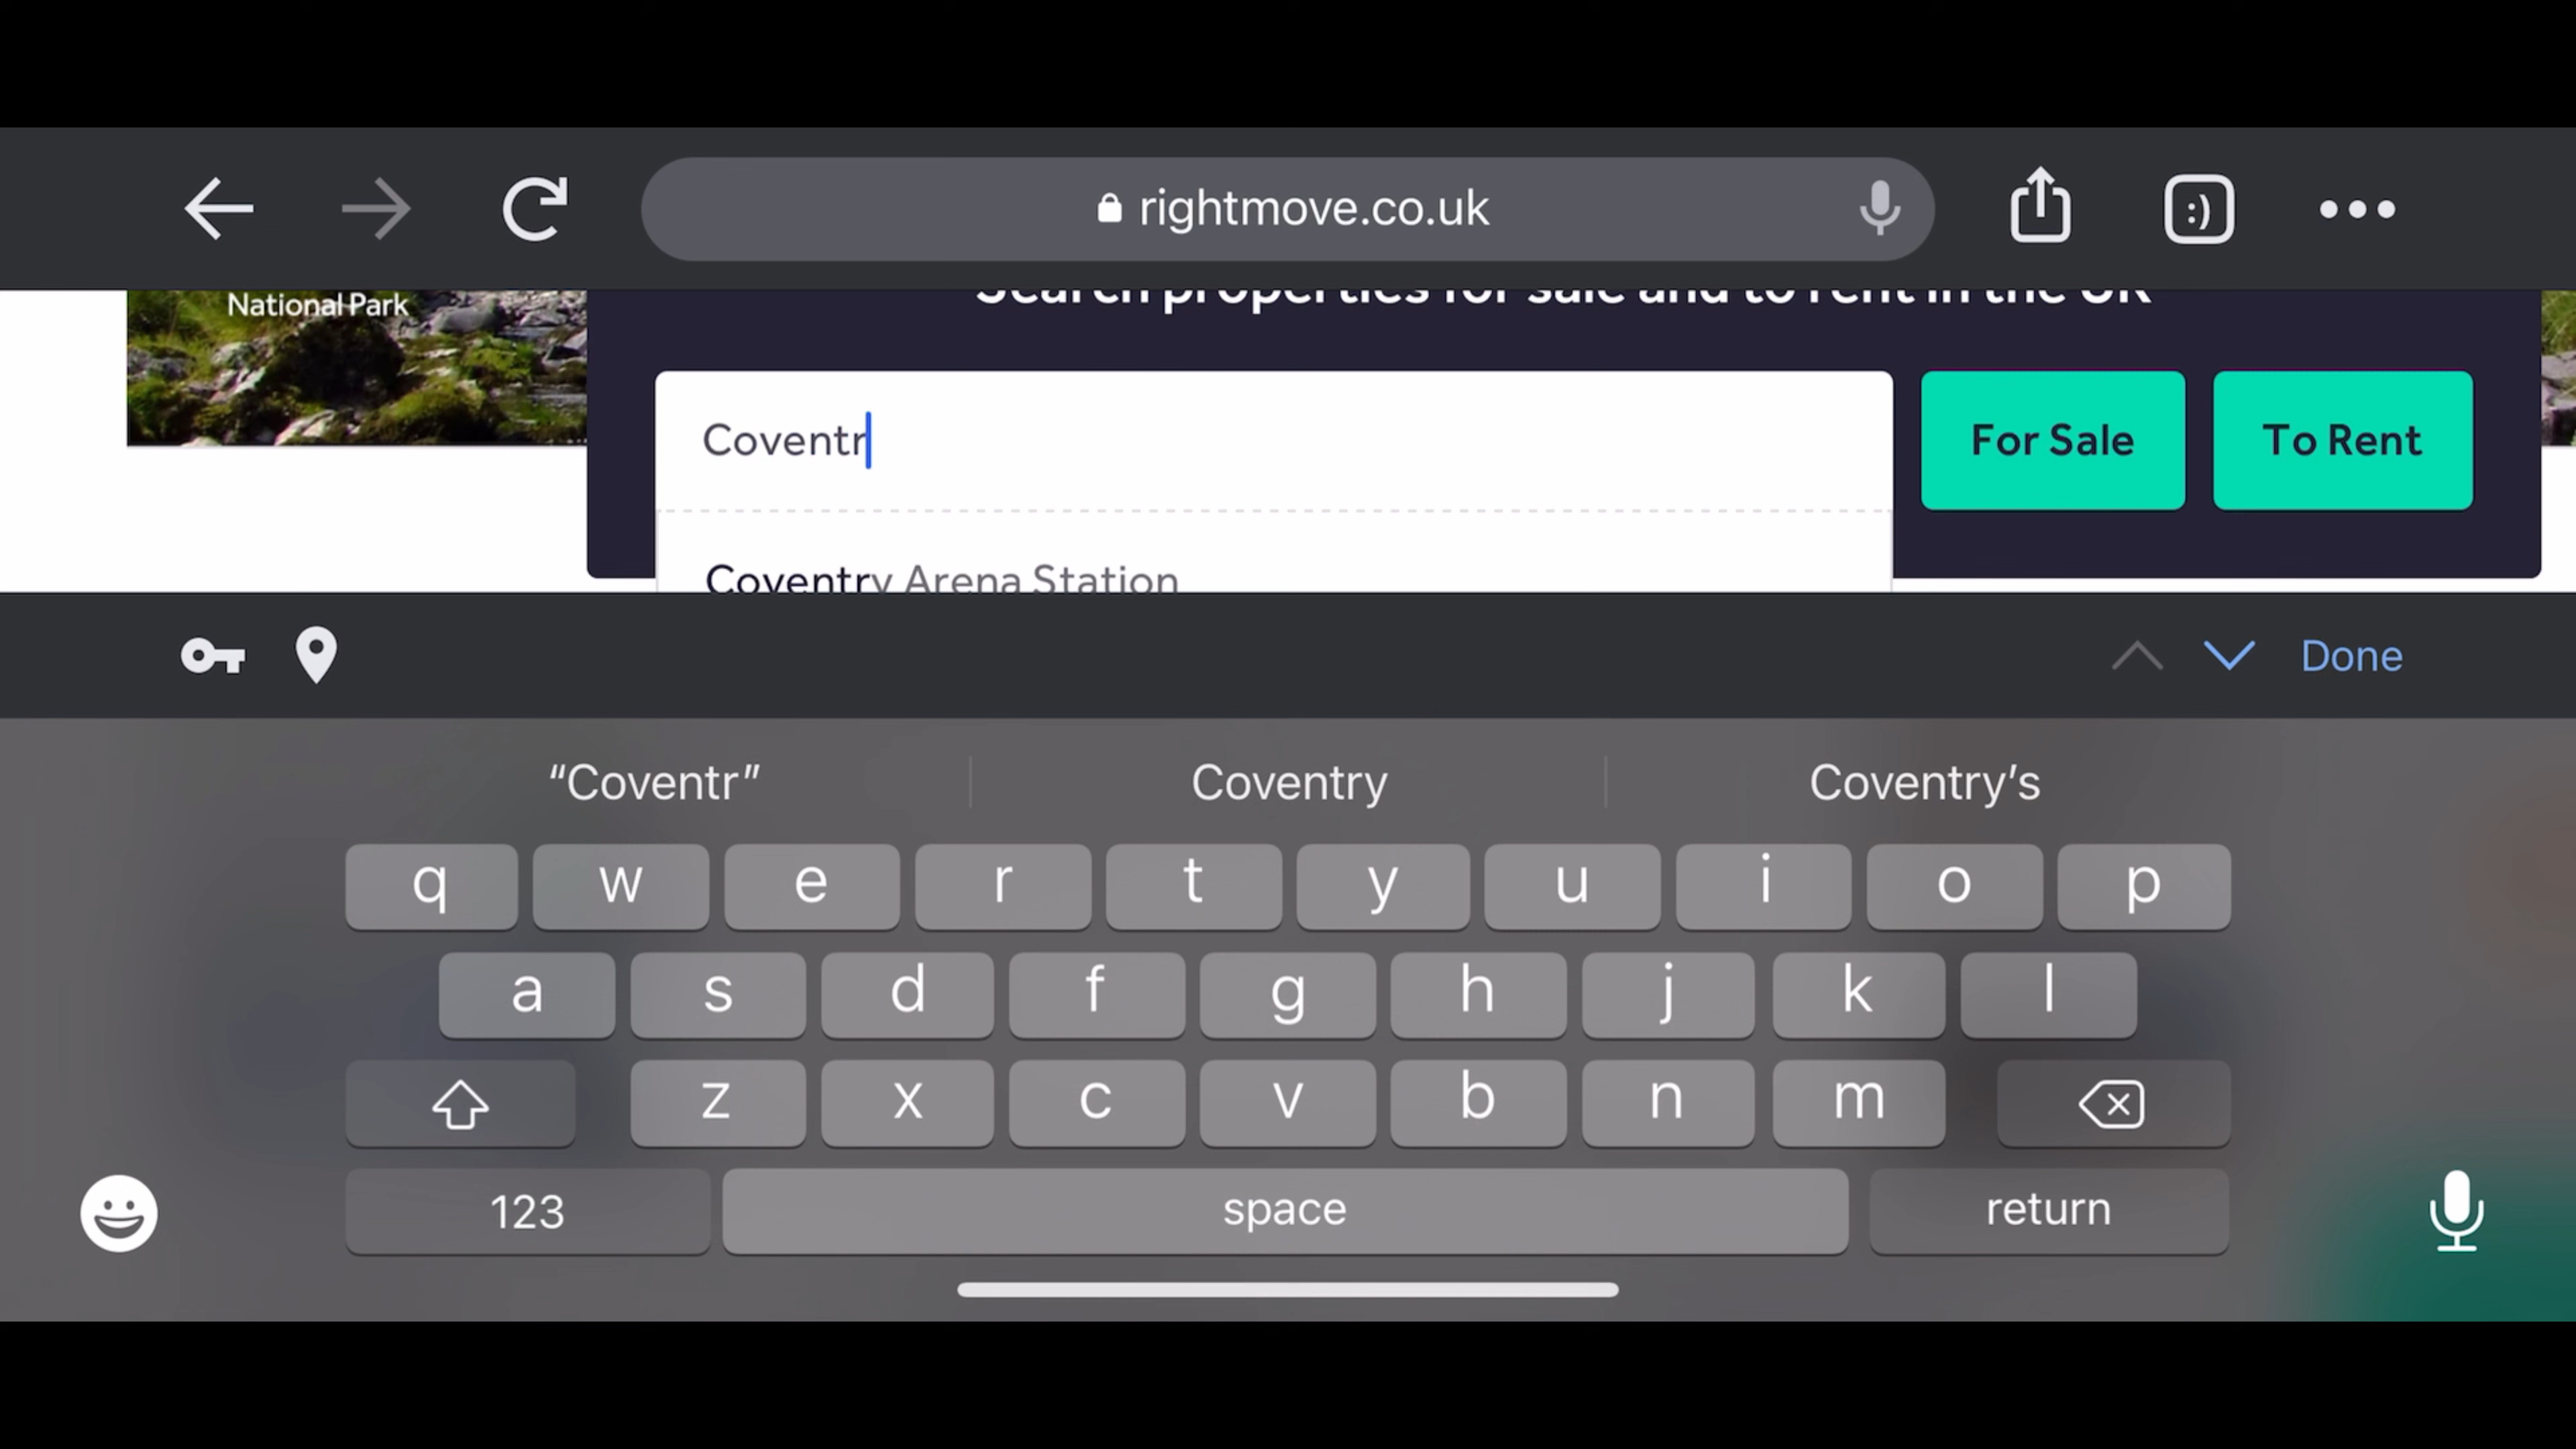 rightmove.co.uk
:)
National Park
Search properties for sale and to rent in the UK
Coventr
For Sale
To Rent
Coventry Arena Station
Done
“Coventr”
Coventry
Coventry’s
q w e r t y u i o p
a s d f g h j k l
z x c v b n m
123
space
return